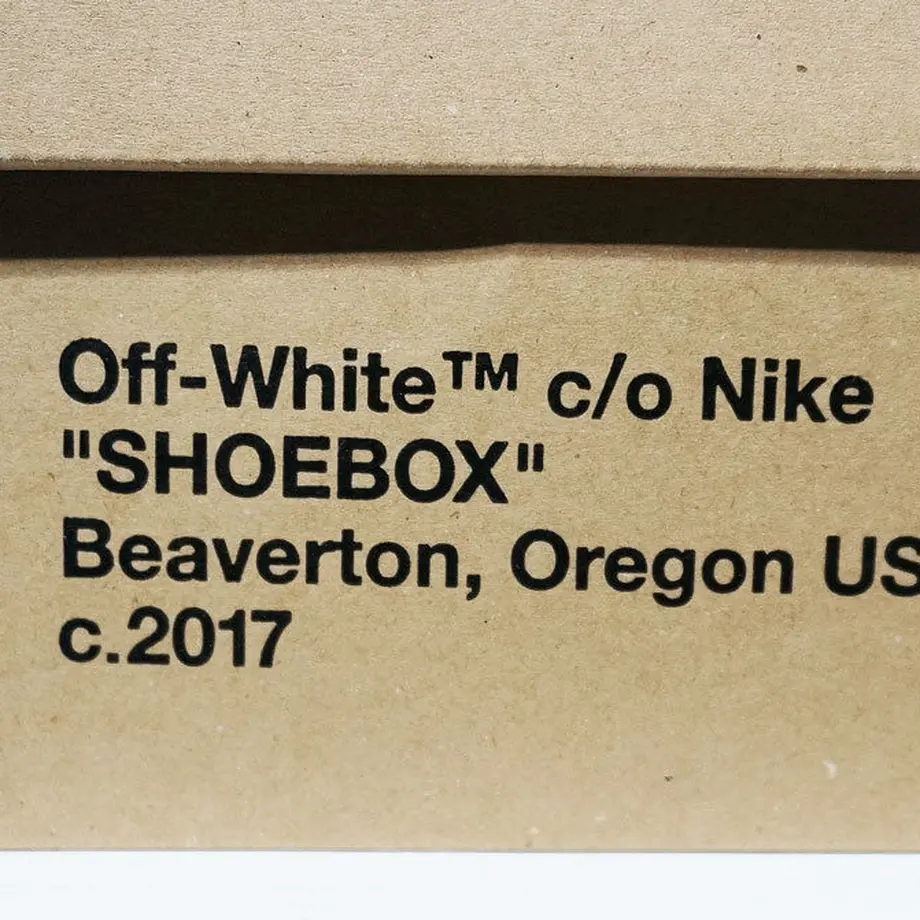 Off-White™ c/o Nike
"SHOEBOX"
Beaverton, Oregon US
c.2017